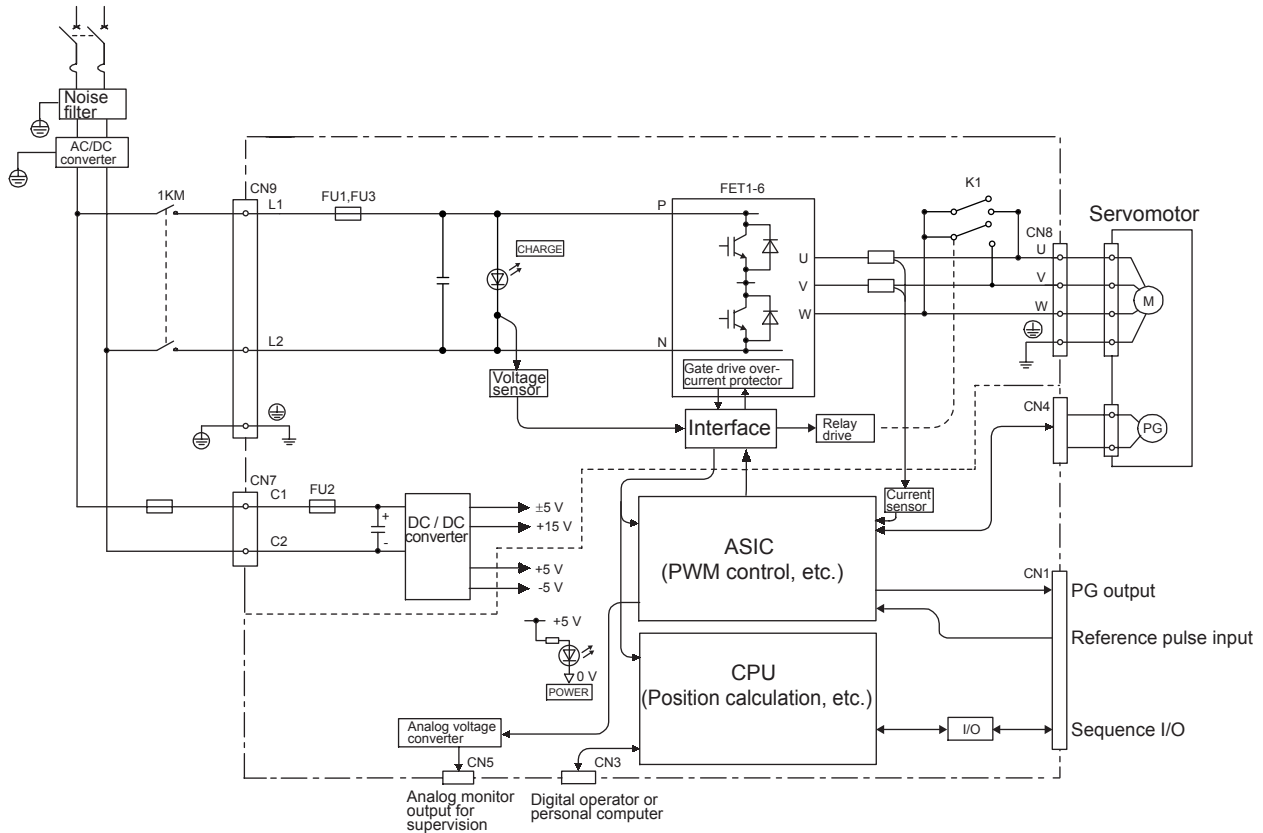 Noise
filter
AC/DC
converter
1KM
CN9
L1
FU1,FU3
P
FET1-6
K1
Servomotor
CHARGE
CN8
U
U
V
V
W
W
M
L2
N
Voltage
sensor
Gate drive over-
current protector
Interface
Relay
drive
CN4
PG
CN7
C1
FU2
+
-
C2
DC / DC
converter
±5 V
+15 V
+5 V
-5 V
Current
sensor
ASIC
(PWM control, etc.)
CN1
PG output
Reference pulse input
+5 V
0 V
POWER
CPU
(Position calculation, etc.)
Analog voltage
converter
I/O
Sequence I/O
CN5
CN3
Analog monitor
output for
supervision
Digital operator or
personal computer